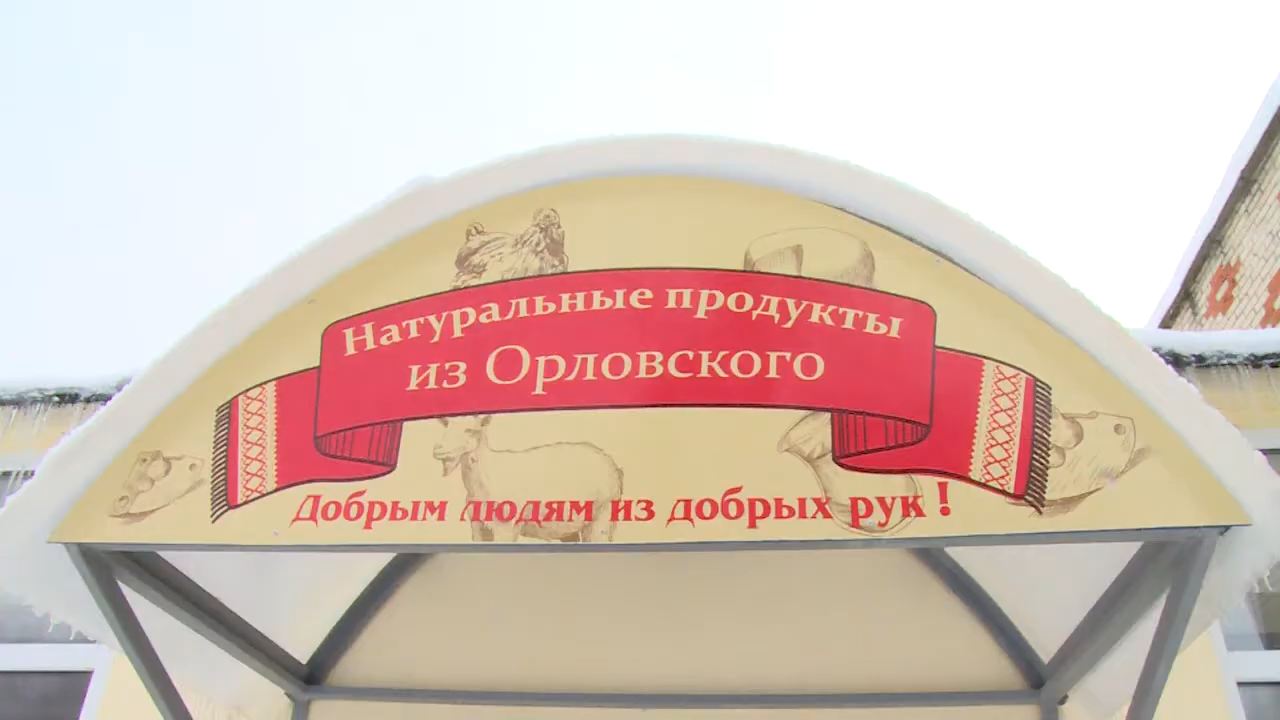 Натуральные продукты
из Орловского
Добрым людям из добрых рук !